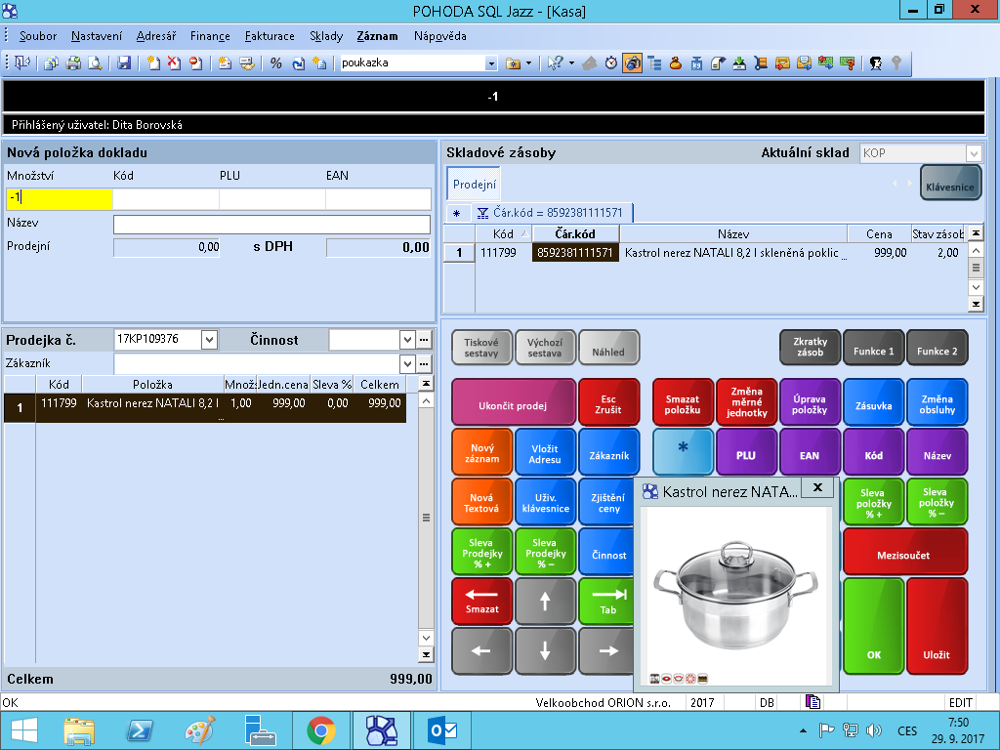 POHODA SQL Jazz - [Kasa]
Soubor Nastavení Adresář Finance Fakturace Sklady Záznam Nápověda
% poukazka
-1
Přihlášený uživatel: Dita Borovská
Nová položka dokladu
Množství Kód PLU EAN
-1
Název
Prodejní 0,00 s DPH 0,00
Skladové zásoby Aktuální sklad KOP
Prodejní Klávesnice
* Čár.kód = 8592381111571
Kód Čár.kód Název Cena Stav zásob
1 111799 8592381111571 Kastrol nerez NATALI 8,2 l skleněná poklic ... 999,00 2,00
Prodejka č. 17KP109376 Činnost
Zákazník
Kód Položka Množ: Jedn.cena Sleva % Celkem
1 111799 Kastrol nerez NATALI 8,2 l ... 1,00 999,00 0,00 999,00
Celkem 999,00
Tiskové sestavy
Výchozí sestava
Náhled
Zkratky zásob
Funkce 1
Funkce 2
Ukončit prodej
Esc Zrušit
Smazat položku
Změna měrné jednotky
Úprava položky
Zásuvka
Změna obsluhy
Nový záznam
Vložit Adresu
Zákazník
*
PLU
EAN
Kód
Název
Nová Textová
Uživ. klávesnice
Zjištění ceny
Sleva položky % +
Sleva položky % –
Sleva Prodejky % +
Sleva Prodejky % –
Činnost
Mezisoučet
Smazat
Tab
OK
Uložit
Kastrol nerez NATA... x
OK Velkoobchod ORION s.r.o. 2017 DB EDIT
CES 7:50
29. 9. 2017